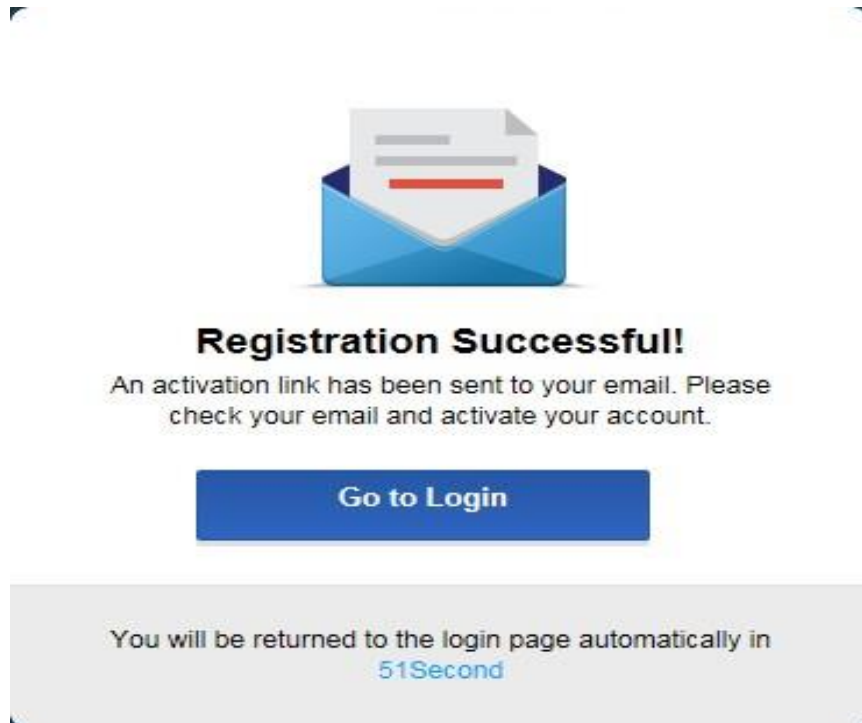 Registration Successful!
An activation link has been sent to your email. Please
check your email and activate your account.
Go to Login
You will be returned to the login page automatically in
51Second